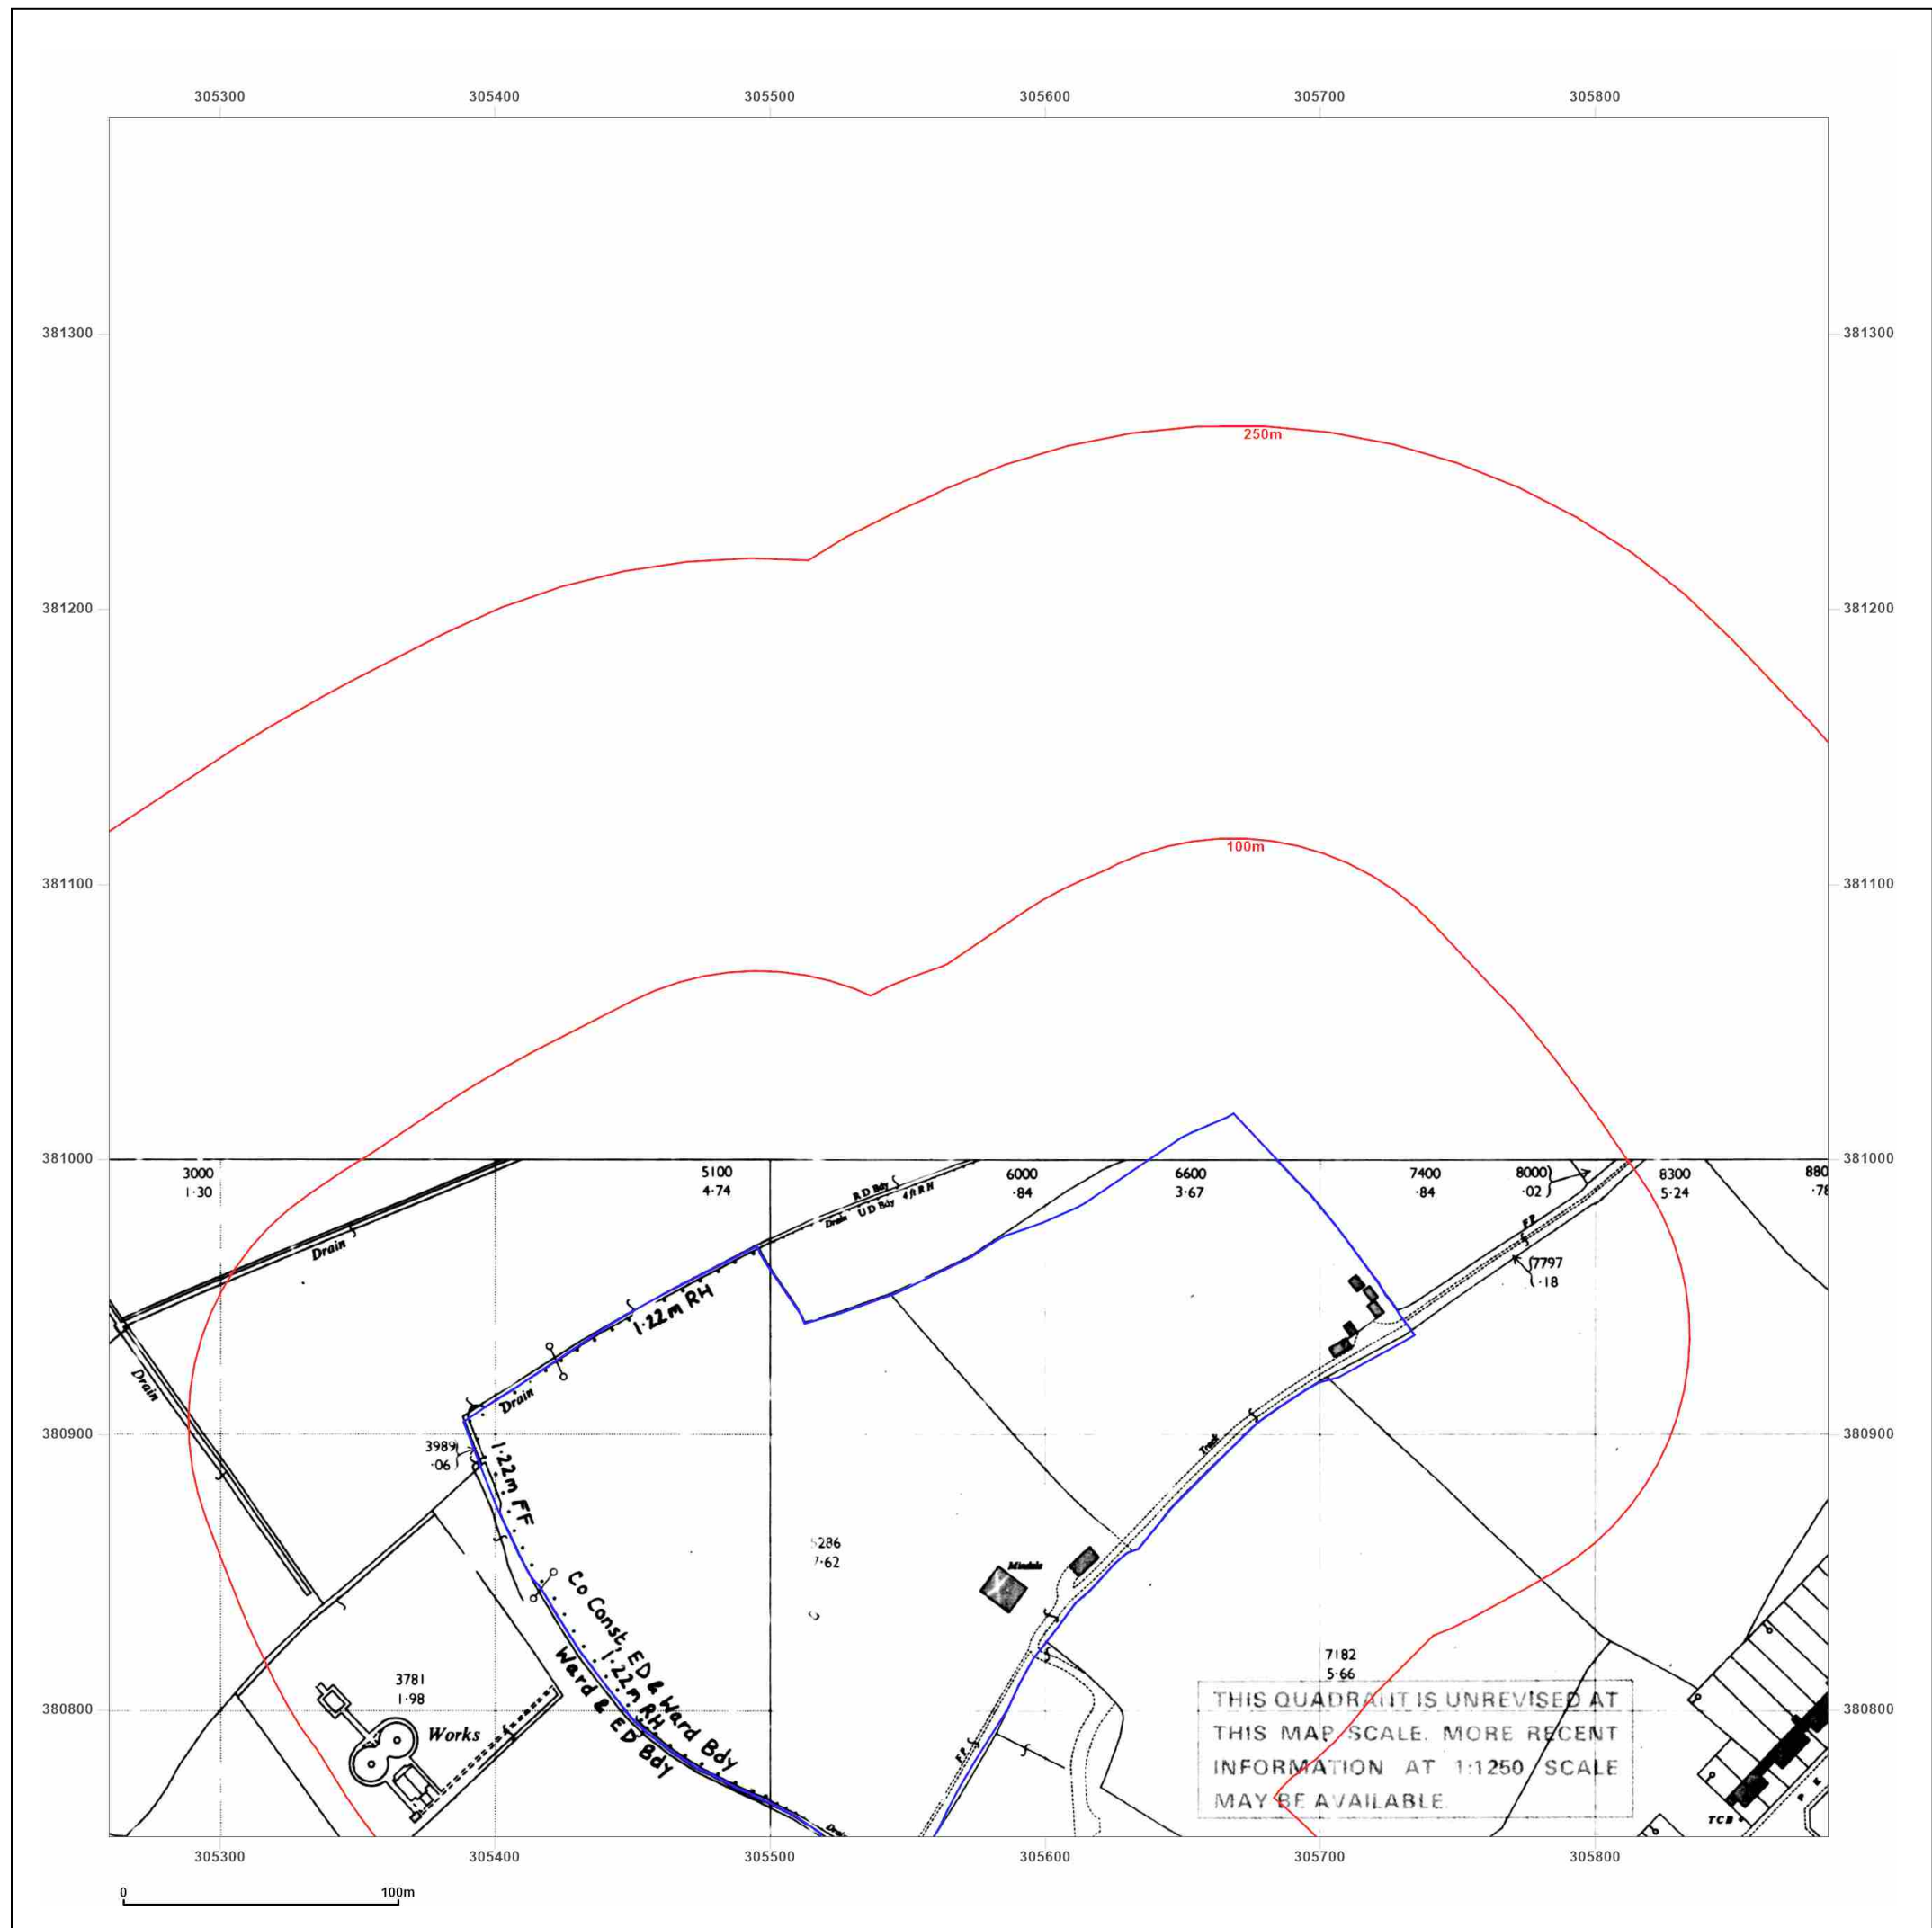 305300 305400 305500 305600 305700 305800
381300 381300
250m
381200 381200
381100 381100
100m
381000 381000
3000
1·30
5100
4·74
6000
·84
6600
3·67
7400
·84
8000
·02
8300
5·24
880
·78
R D Bdy
Drain U D Bdy 4ft R H
Drain
F P
7797
·18
1·22m RH
Drain
Drain
380900 380900
3989
·06
1·22m FF
Track
5286
7·62
Co Const, ED & Ward Bdy
1·22m RH
Ward & ED Bdy
7182
5·66
3781
1·98
Works
380800 380800
THIS QUADRANT IS UNREVISED AT
THIS MAP SCALE. MORE RECENT
INFORMATION AT 1:1250 SCALE
MAY BE AVAILABLE
F P
TCB
305300 305400 305500 305600 305700 305800
0 100m